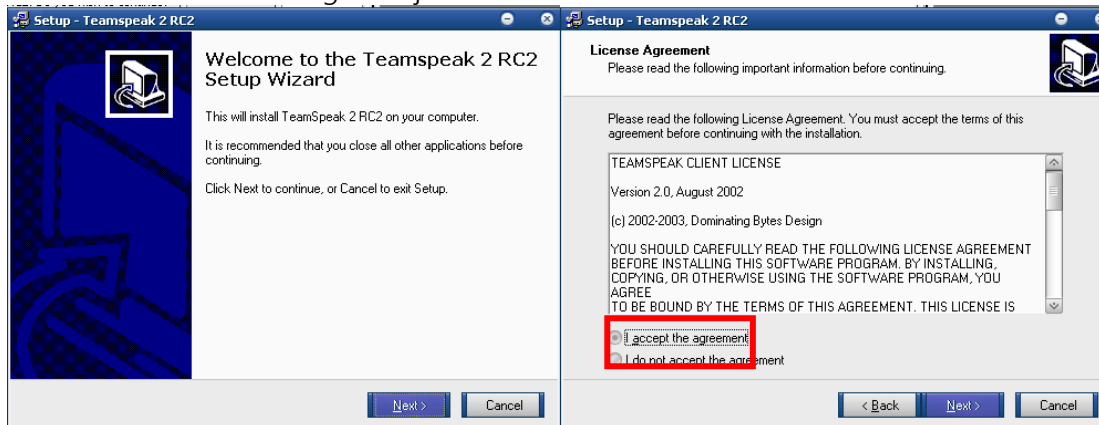 Setup - Teamspeak 2 RC2
Welcome to the Teamspeak 2 RC2
Setup Wizard
This will install TeamSpeak 2 RC2 on your computer.
It is recommended that you close all other applications before
continuing.
Click Next to continue, or Cancel to exit Setup.
Next >
Cancel
Setup - Teamspeak 2 RC2
License Agreement
Please read the following important information before continuing.
Please read the following License Agreement. You must accept the terms of this
agreement before continuing with the installation.
TEAMSPEAK CLIENT LICENSE
Version 2.0, August 2002
(c) 2002-2003, Dominating Bytes Design
YOU SHOULD CAREFULLY READ THE FOLLOWING LICENSE AGREEMENT
BEFORE INSTALLING THIS SOFTWARE PROGRAM. BY INSTALLING,
COPYING, OR OTHERWISE USING THE SOFTWARE PROGRAM, YOU
AGREE
TO BE BOUND BY THE TERMS OF THIS AGREEMENT. THIS LICENSE IS
I accept the agreement
I do not accept the agreement
< Back
Next >
Cancel